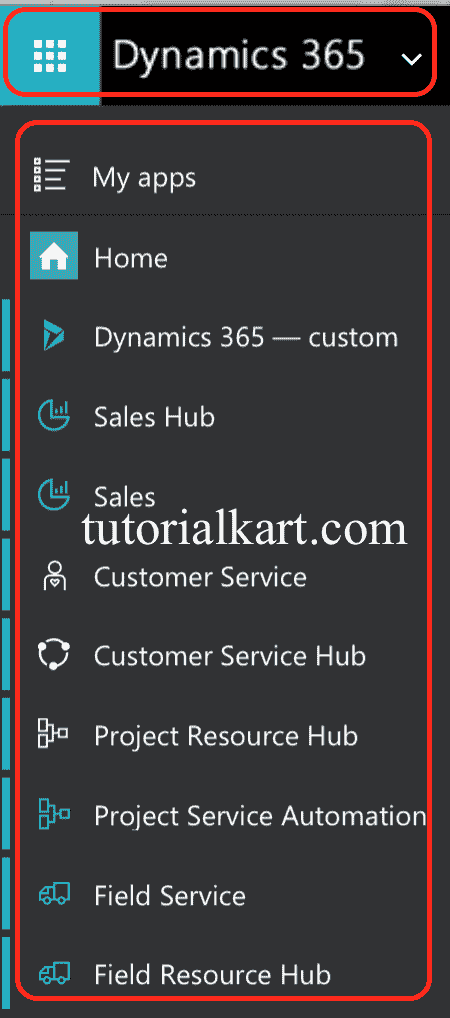 Dynamics 365
My apps
Home
Dynamics 365 — custom
Sales Hub
Sales
tutorialkart.com
Customer Service
Customer Service Hub
Project Resource Hub
Project Service Automation
Field Service
Field Resource Hub